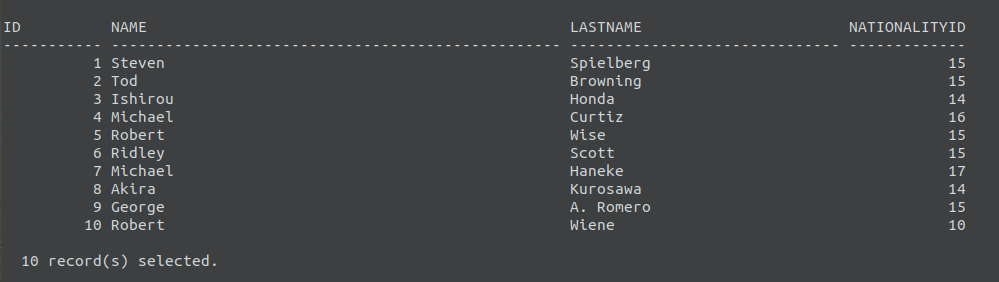 ID          NAME                                               LASTNAME                       NATIONALITYID
----------- -------------------------------------------------- ------------------------------ -------------
          1 Steven                                             Spielberg                                 15
          2 Tod                                                Browning                                  15
          3 Ishirou                                            Honda                                     14
          4 Michael                                            Curtiz                                    16
          5 Robert                                             Wise                                      15
          6 Ridley                                             Scott                                     15
          7 Michael                                            Haneke                                    17
          8 Akira                                              Kurosawa                                  14
          9 George                                             A. Romero                                 15
         10 Robert                                             Wiene                                     10
  10 record(s) selected.